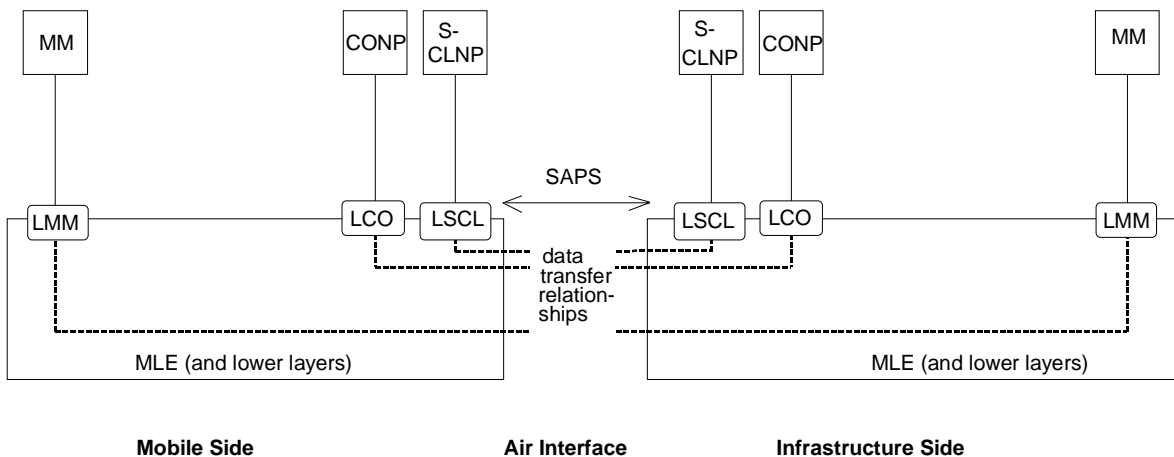 MM
CONP
S-
CLNP
S-
CLNP
CONP
MM
SAPS
LMM
LCO
LSCL
LSCL
LCO
LMM
data
transfer
relation-
ships
MLE (and lower layers)
MLE (and lower layers)
Mobile Side
Air Interface
Infrastructure Side